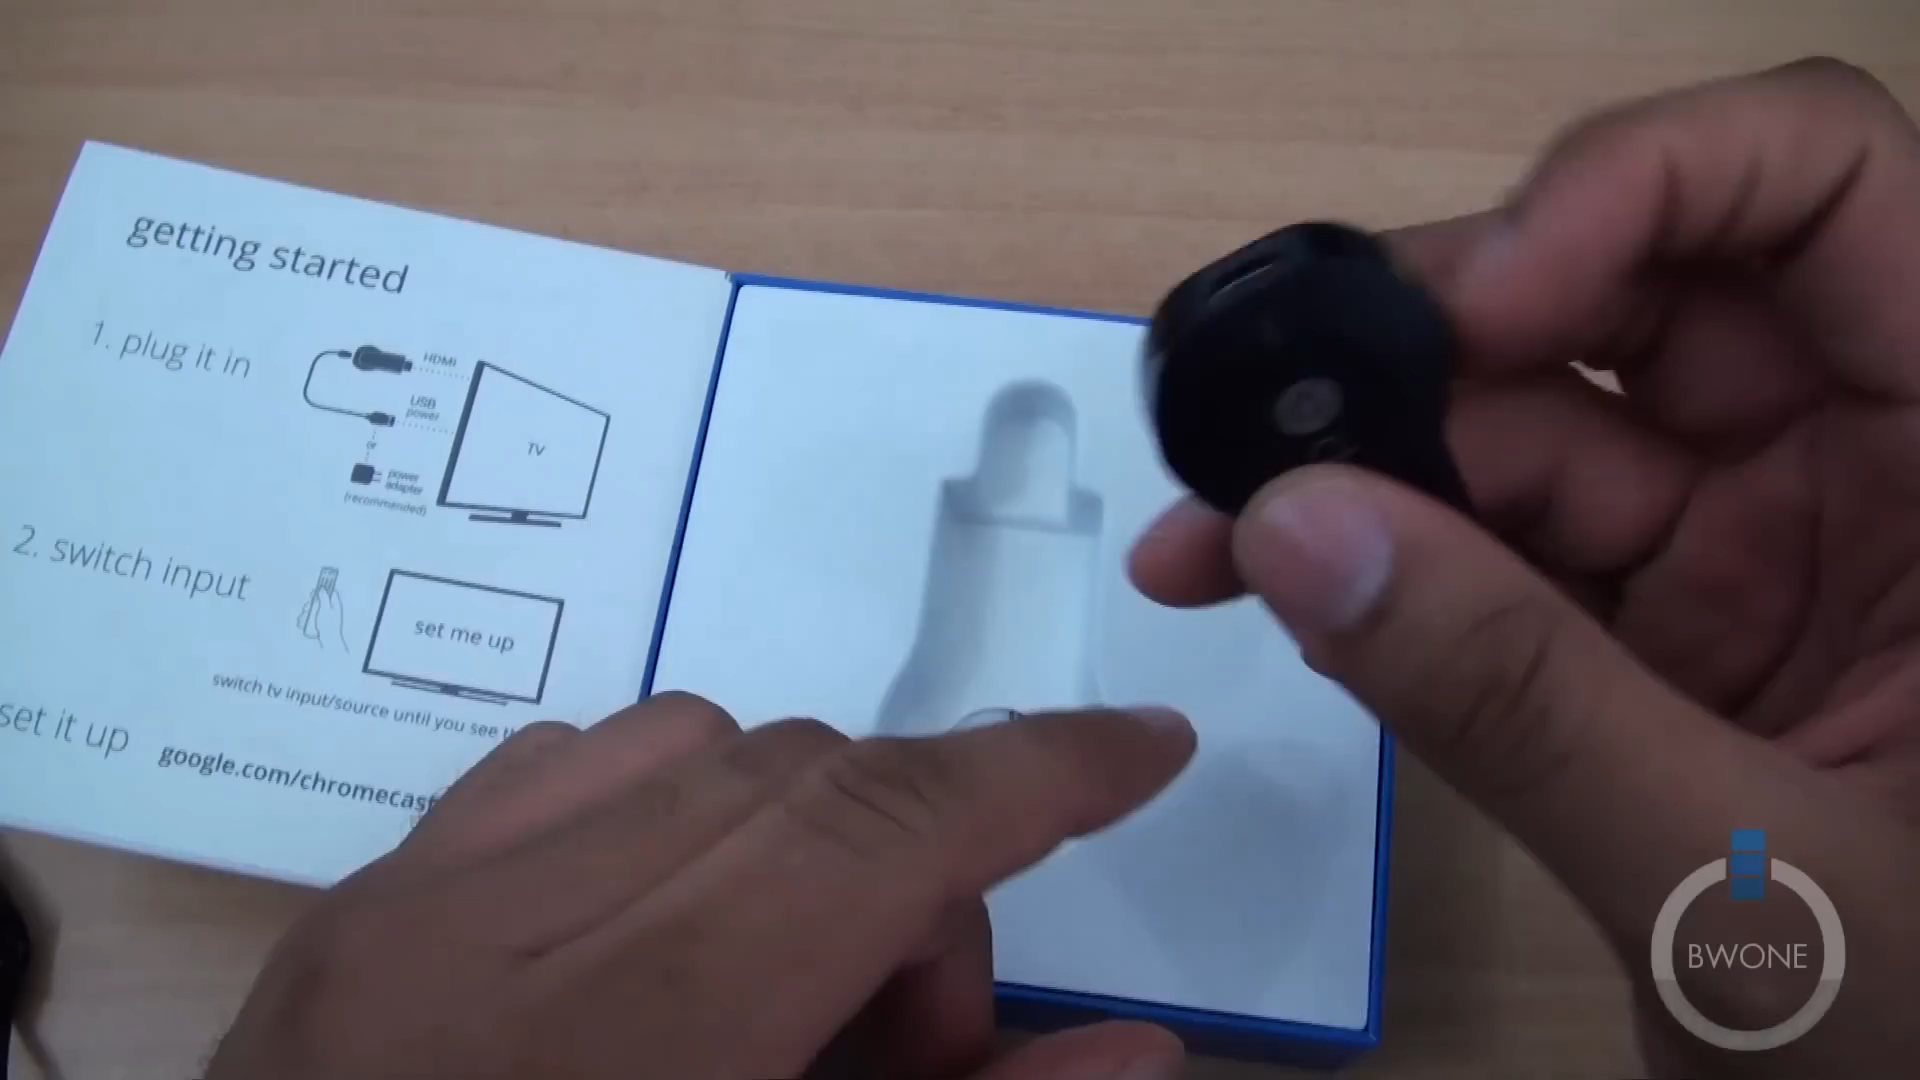 getting started
1. plug it in
HDMI
USB
power
or
power
adapter
(recommended)
TV
2. switch input
set me up
switch tv input/source until you see
set it up
google.com/chromecast
BWONE